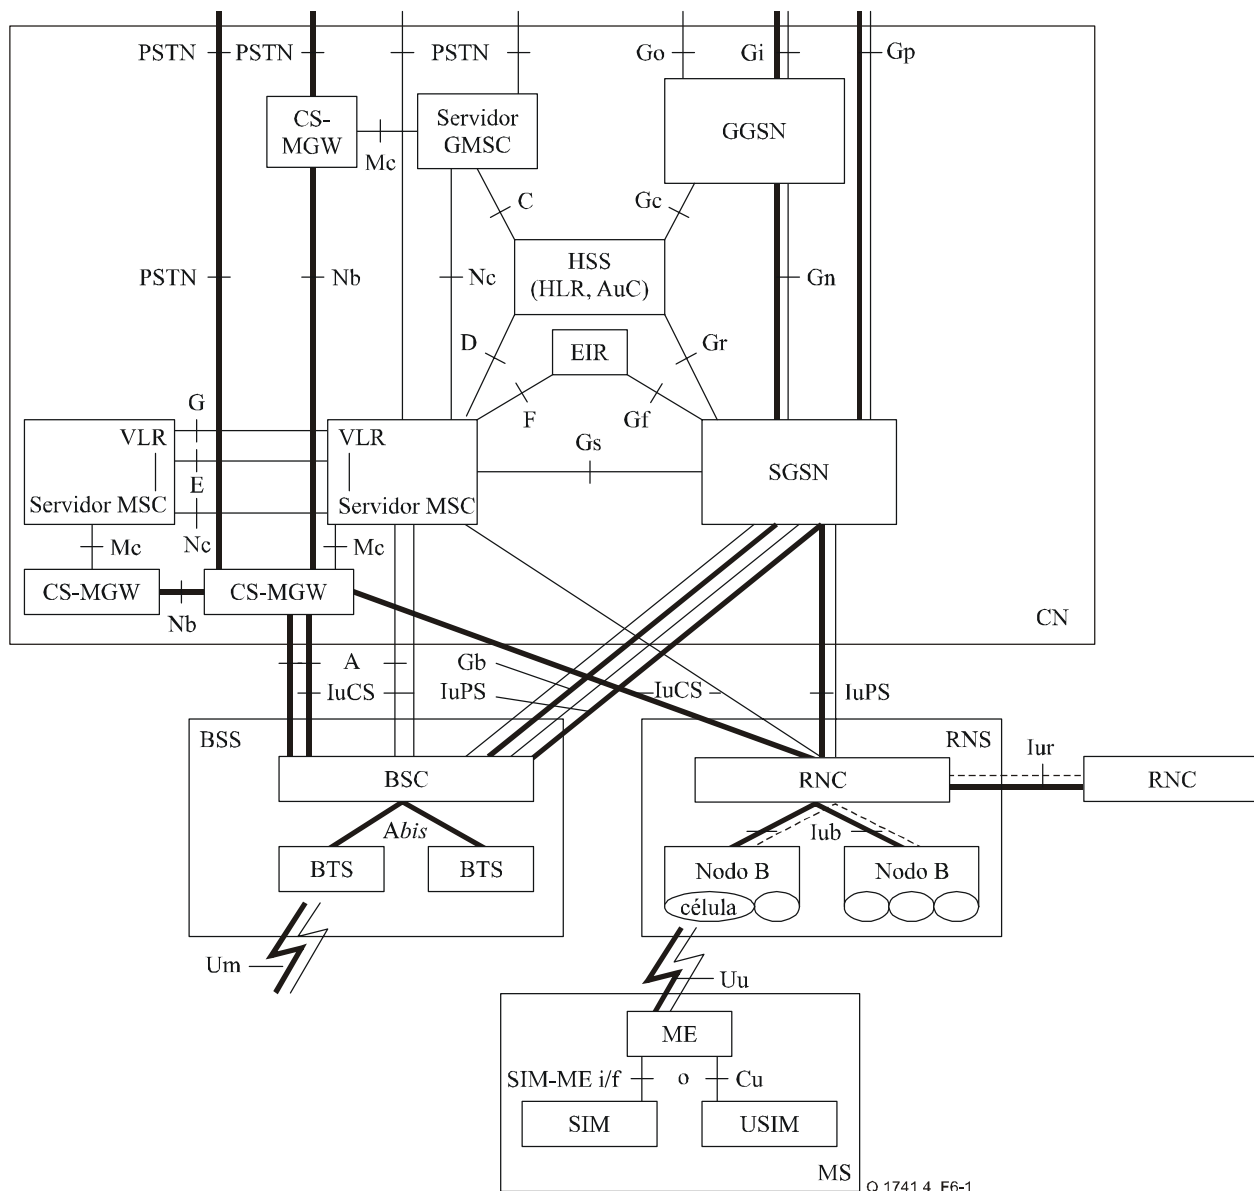 PSTN
PSTN
PSTN
Go
Gi
Gp
CS-
MGW
Mc
Servidor
GMSC
GGSN
C
Gc
PSTN
Nb
Nc
HSS
(HLR, AuC)
Gn
D
EIR
Gr
F
Gf
G
VLR
E
Servidor MSC
Nc
VLR
Servidor MSC
Gs
SGSN
Mc
Mc
CS-MGW
Nb
CS-MGW
CN
A
IuCS
Gb
IuPS
IuCS
IuPS
BSS
BSC
Abis
BTS
BTS
Um
RNS
RNC
Iur
RNC
Iub
Nodo B
célula
Nodo B
Uu
ME
SIM-ME i/f
o
Cu
SIM
USIM
MS
Q.1741.4_F6-1